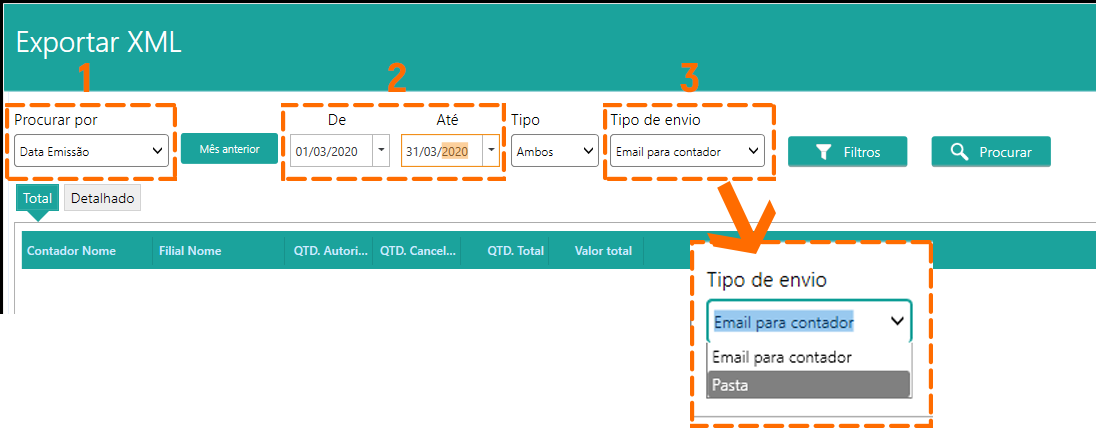 Exportar XML
1 2 3
Procurar por De Até Tipo Tipo de envio
Data Emissão Mês anterior 01/03/2020 31/03/2020 Ambos Email para contador Filtros Procurar
Total Detalhado
Contador Nome Filial Nome QTD. Autori... QTD. Cancel... QTD. Total Valor total
Tipo de envio
Email para contador
Email para contador
Pasta